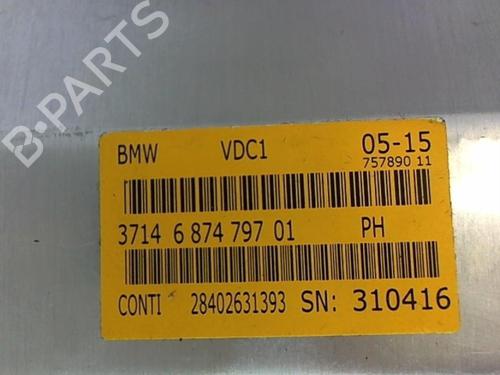 B-PARTS
BMW VDC1 05-15
757890 11
3714 6 874 797 01 PH
CONTI 28402631393 SN: 310416